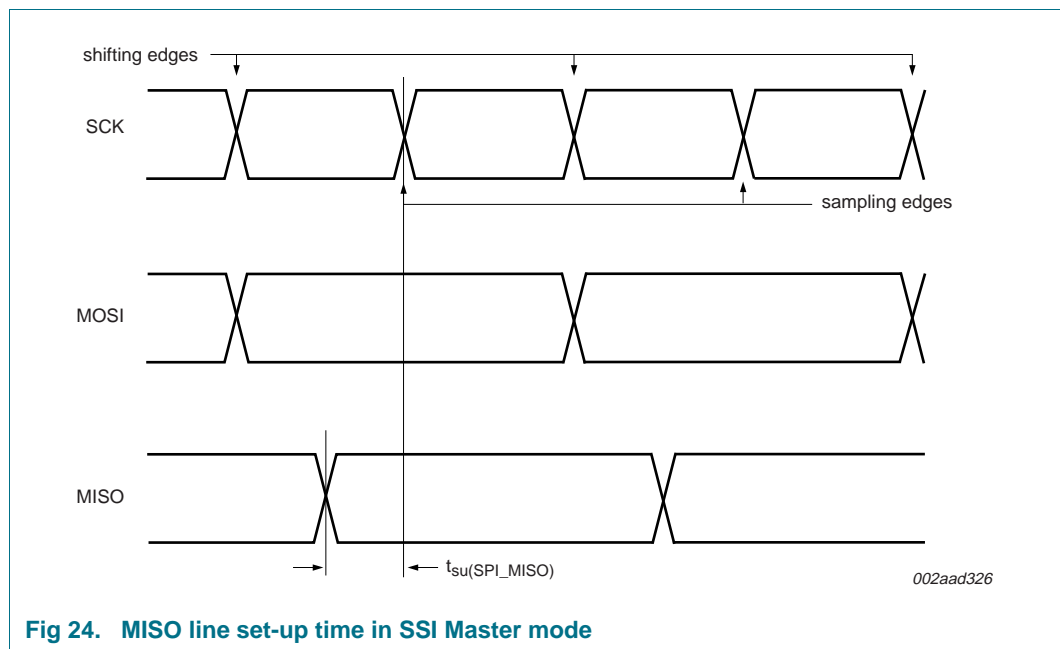 shifting edges
SCK
sampling edges
MOSI
MISO
tsu(SPI_MISO)
002aad326
Fig 24. MISO line set-up time in SSI Master mode